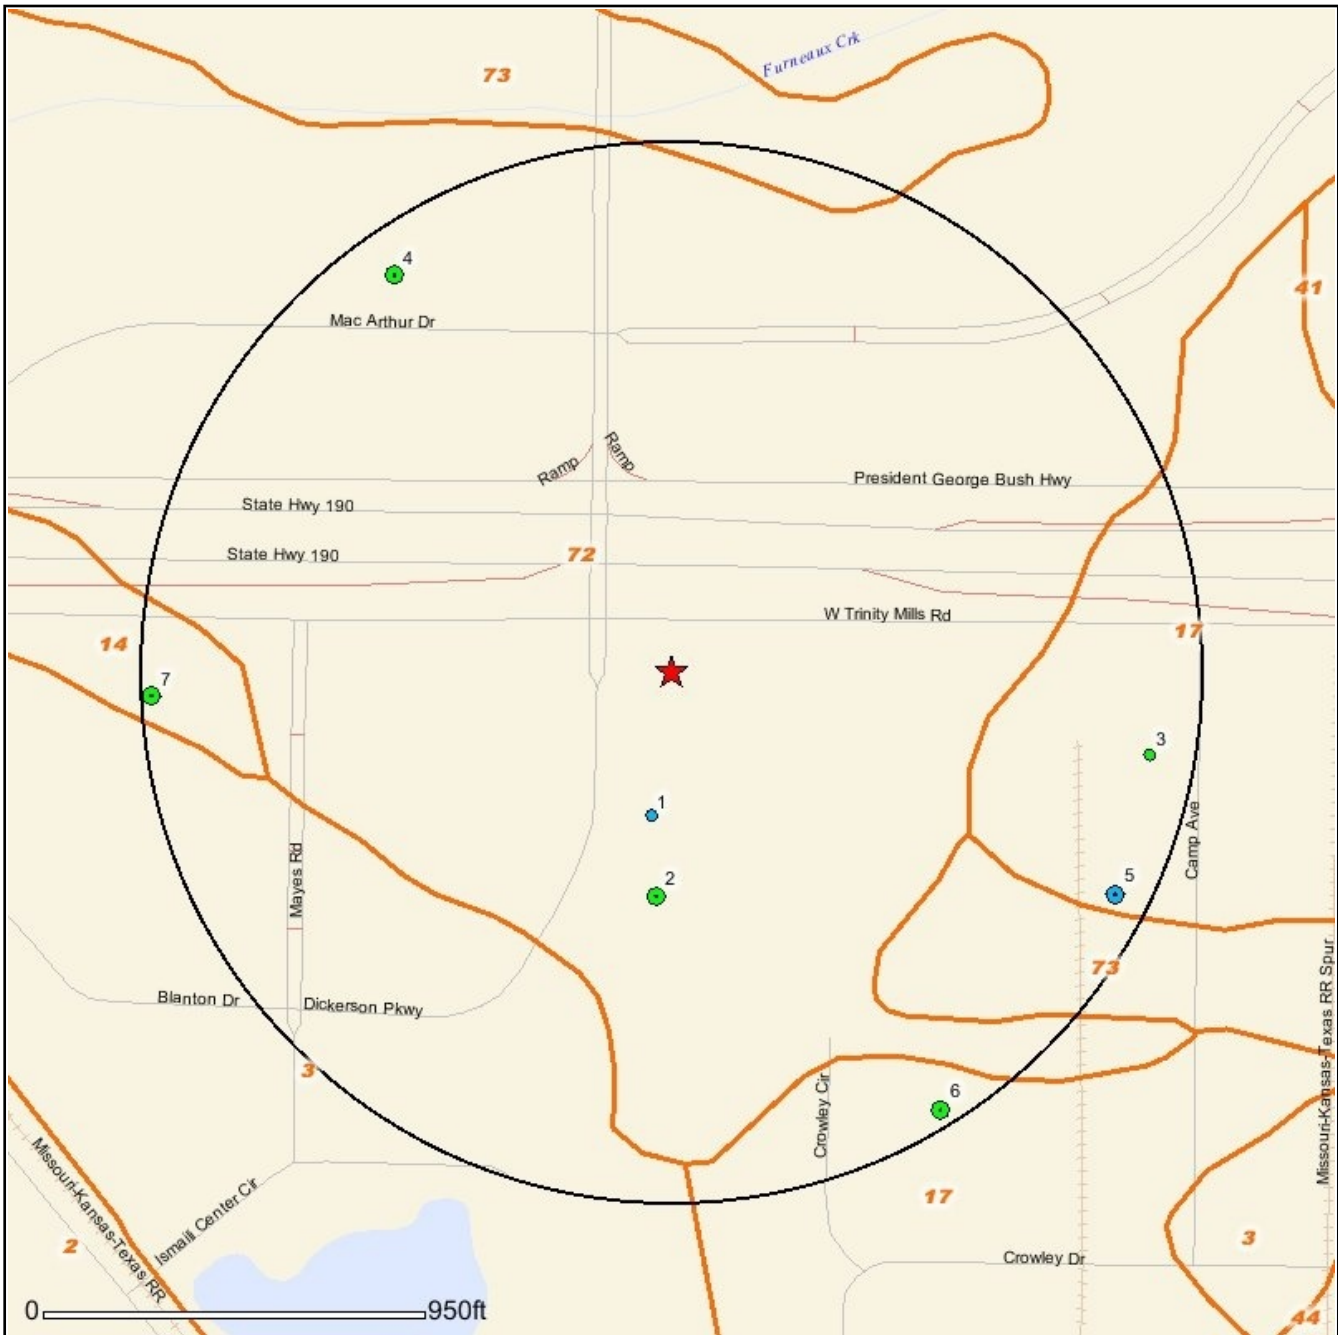 Furneaux Crk
73
4
41
Mac Arthur Dr
Ramp
Ramp
President George Bush Hwy
State Hwy 190
State Hwy 190
72
W Trinity Mills Rd
17
14
7
3
1
Camp Ave
Mayes Rd
2
5
73
Missouri-Kansas-Texas RR Spur
Blanton Dr
Dickerson Pkwy
3
6
Crowley Cir
Missouri-Kansas-Texas RR
Ismaili Center Cir
17
2
3
Crowley Dr
0
950ft
44